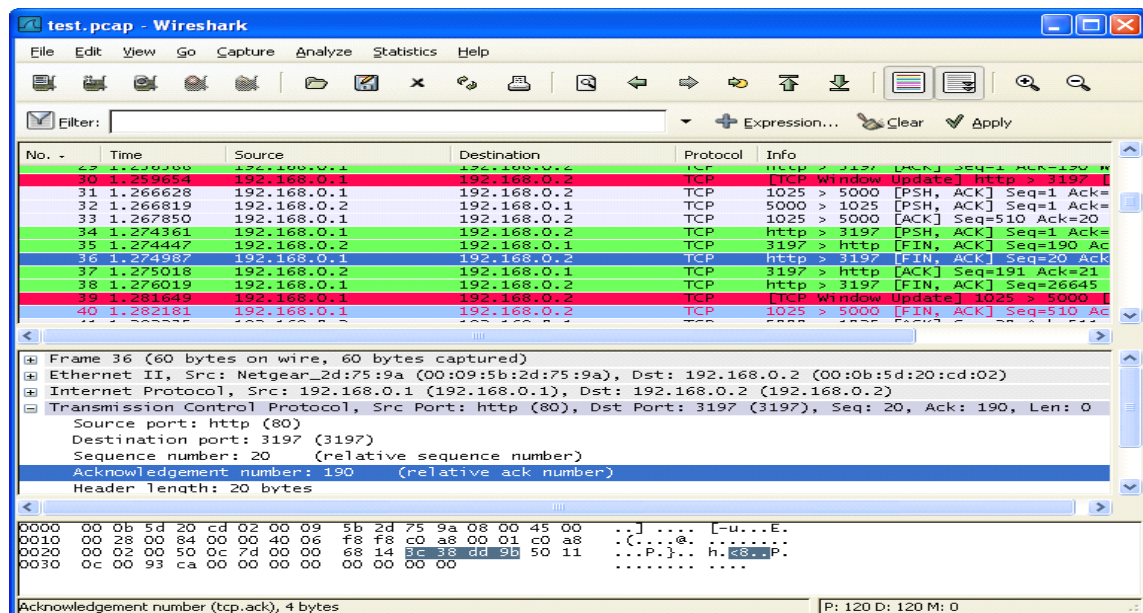 test.pcap - Wireshark
File Edit View Go Capture Analyze Statistics Help
Filter: Expression... Clear Apply
No. - Time Source Destination Protocol Info
30 1.259654 192.168.0.1 192.168.0.2 TCP [TCP Window Update] http > 3197 [
31 1.266628 192.168.0.1 192.168.0.2 TCP 1025 > 5000 [PSH, ACK] Seq=1 Ack=
32 1.266819 192.168.0.2 192.168.0.1 TCP 5000 > 1025 [PSH, ACK] Seq=1 Ack=
33 1.267850 192.168.0.1 192.168.0.2 TCP 1025 > 5000 [ACK] Seq=510 Ack=20
34 1.274361 192.168.0.1 192.168.0.2 TCP http > 3197 [PSH, ACK] Seq=1 Ack=
35 1.274447 192.168.0.2 192.168.0.1 TCP 3197 > http [FIN, ACK] Seq=190 Ac
36 1.274987 192.168.0.1 192.168.0.2 TCP http > 3197 [FIN, ACK] Seq=20 Ack
37 1.275018 192.168.0.2 192.168.0.1 TCP 3197 > http [ACK] Seq=191 Ack=21
38 1.276019 192.168.0.1 192.168.0.2 TCP http > 3197 [FIN, ACK] Seq=26645
39 1.281649 192.168.0.1 192.168.0.2 TCP [TCP Window Update] 1025 > 5000 [
40 1.282181 192.168.0.1 192.168.0.2 TCP 1025 > 5000 [FIN, ACK] Seq=510 Ac
Frame 36 (60 bytes on wire, 60 bytes captured)
Ethernet II, Src: Netgear_2d:75:9a (00:09:5b:2d:75:9a), Dst: 192.168.0.2 (00:0b:5d:20:cd:02)
Internet Protocol, Src: 192.168.0.1 (192.168.0.1), Dst: 192.168.0.2 (192.168.0.2)
Transmission Control Protocol, Src Port: http (80), Dst Port: 3197 (3197), Seq: 20, Ack: 190, Len: 0
Source port: http (80)
Destination port: 3197 (3197)
Sequence number: 20 (relative sequence number)
Acknowledgement number: 190 (relative ack number)
Header length: 20 bytes
0000 00 0b 5d 20 cd 02 00 09 5b 2d 75 9a 08 00 45 00 ..] .... [-u...E.
0010 00 28 00 84 00 00 40 06 f8 f8 c0 a8 00 01 c0 a8 .(....@. ........
0020 00 02 00 50 0c 7d 00 00 68 14 3c 38 dd 9b 50 11 ...P.}.. h.<8..P.
0030 0c 00 93 ca 00 00 00 00 00 00 00 00 ........ ....
Acknowledgement number (tcp.ack), 4 bytes P: 120 D: 120 M: 0